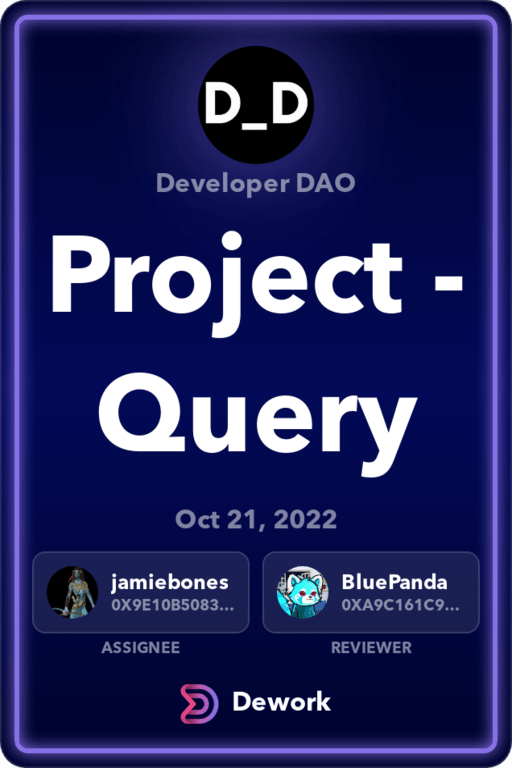 D_D
Developer DAO
Project -
Query
Oct 21, 2022
jamiebones
0X9E10B5083...
ASSIGNEE
BluePanda
0XA9C161C9...
REVIEWER
Dework